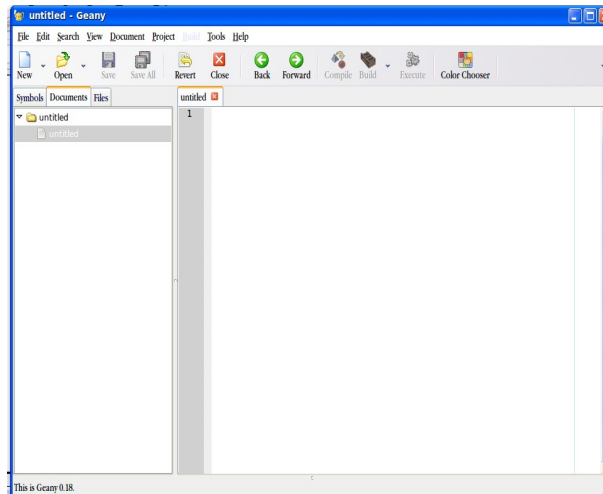 untitled - Geany
File Edit Search View Document Project Build Tools Help
New Open Save Save All Revert Close Back Forward Compile Build Execute Color Chooser
Symbols Documents Files untitled
untitled
untitled
1
This is Geany 0.18.